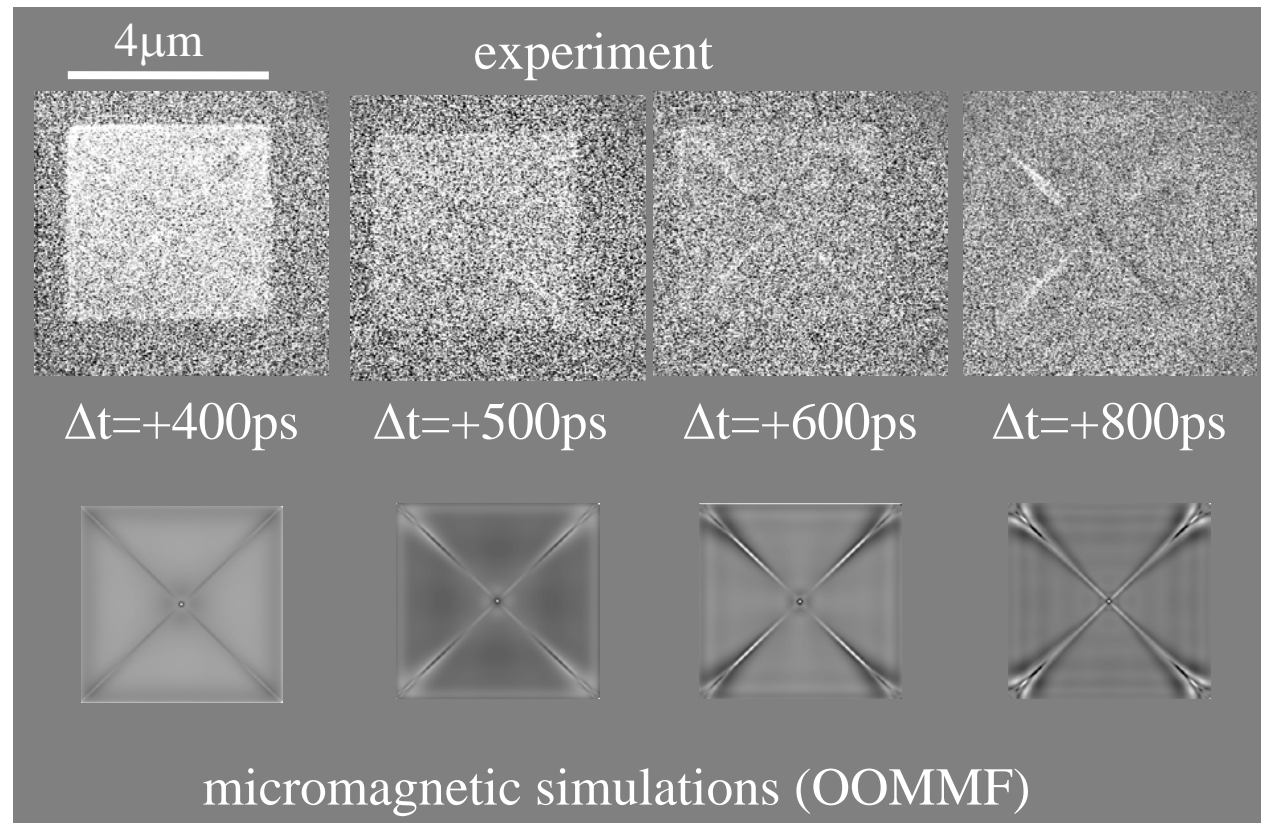 4μm
experiment
Δt=+400ps Δt=+500ps Δt=+600ps Δt=+800ps
micromagnetic simulations (OOMMF)